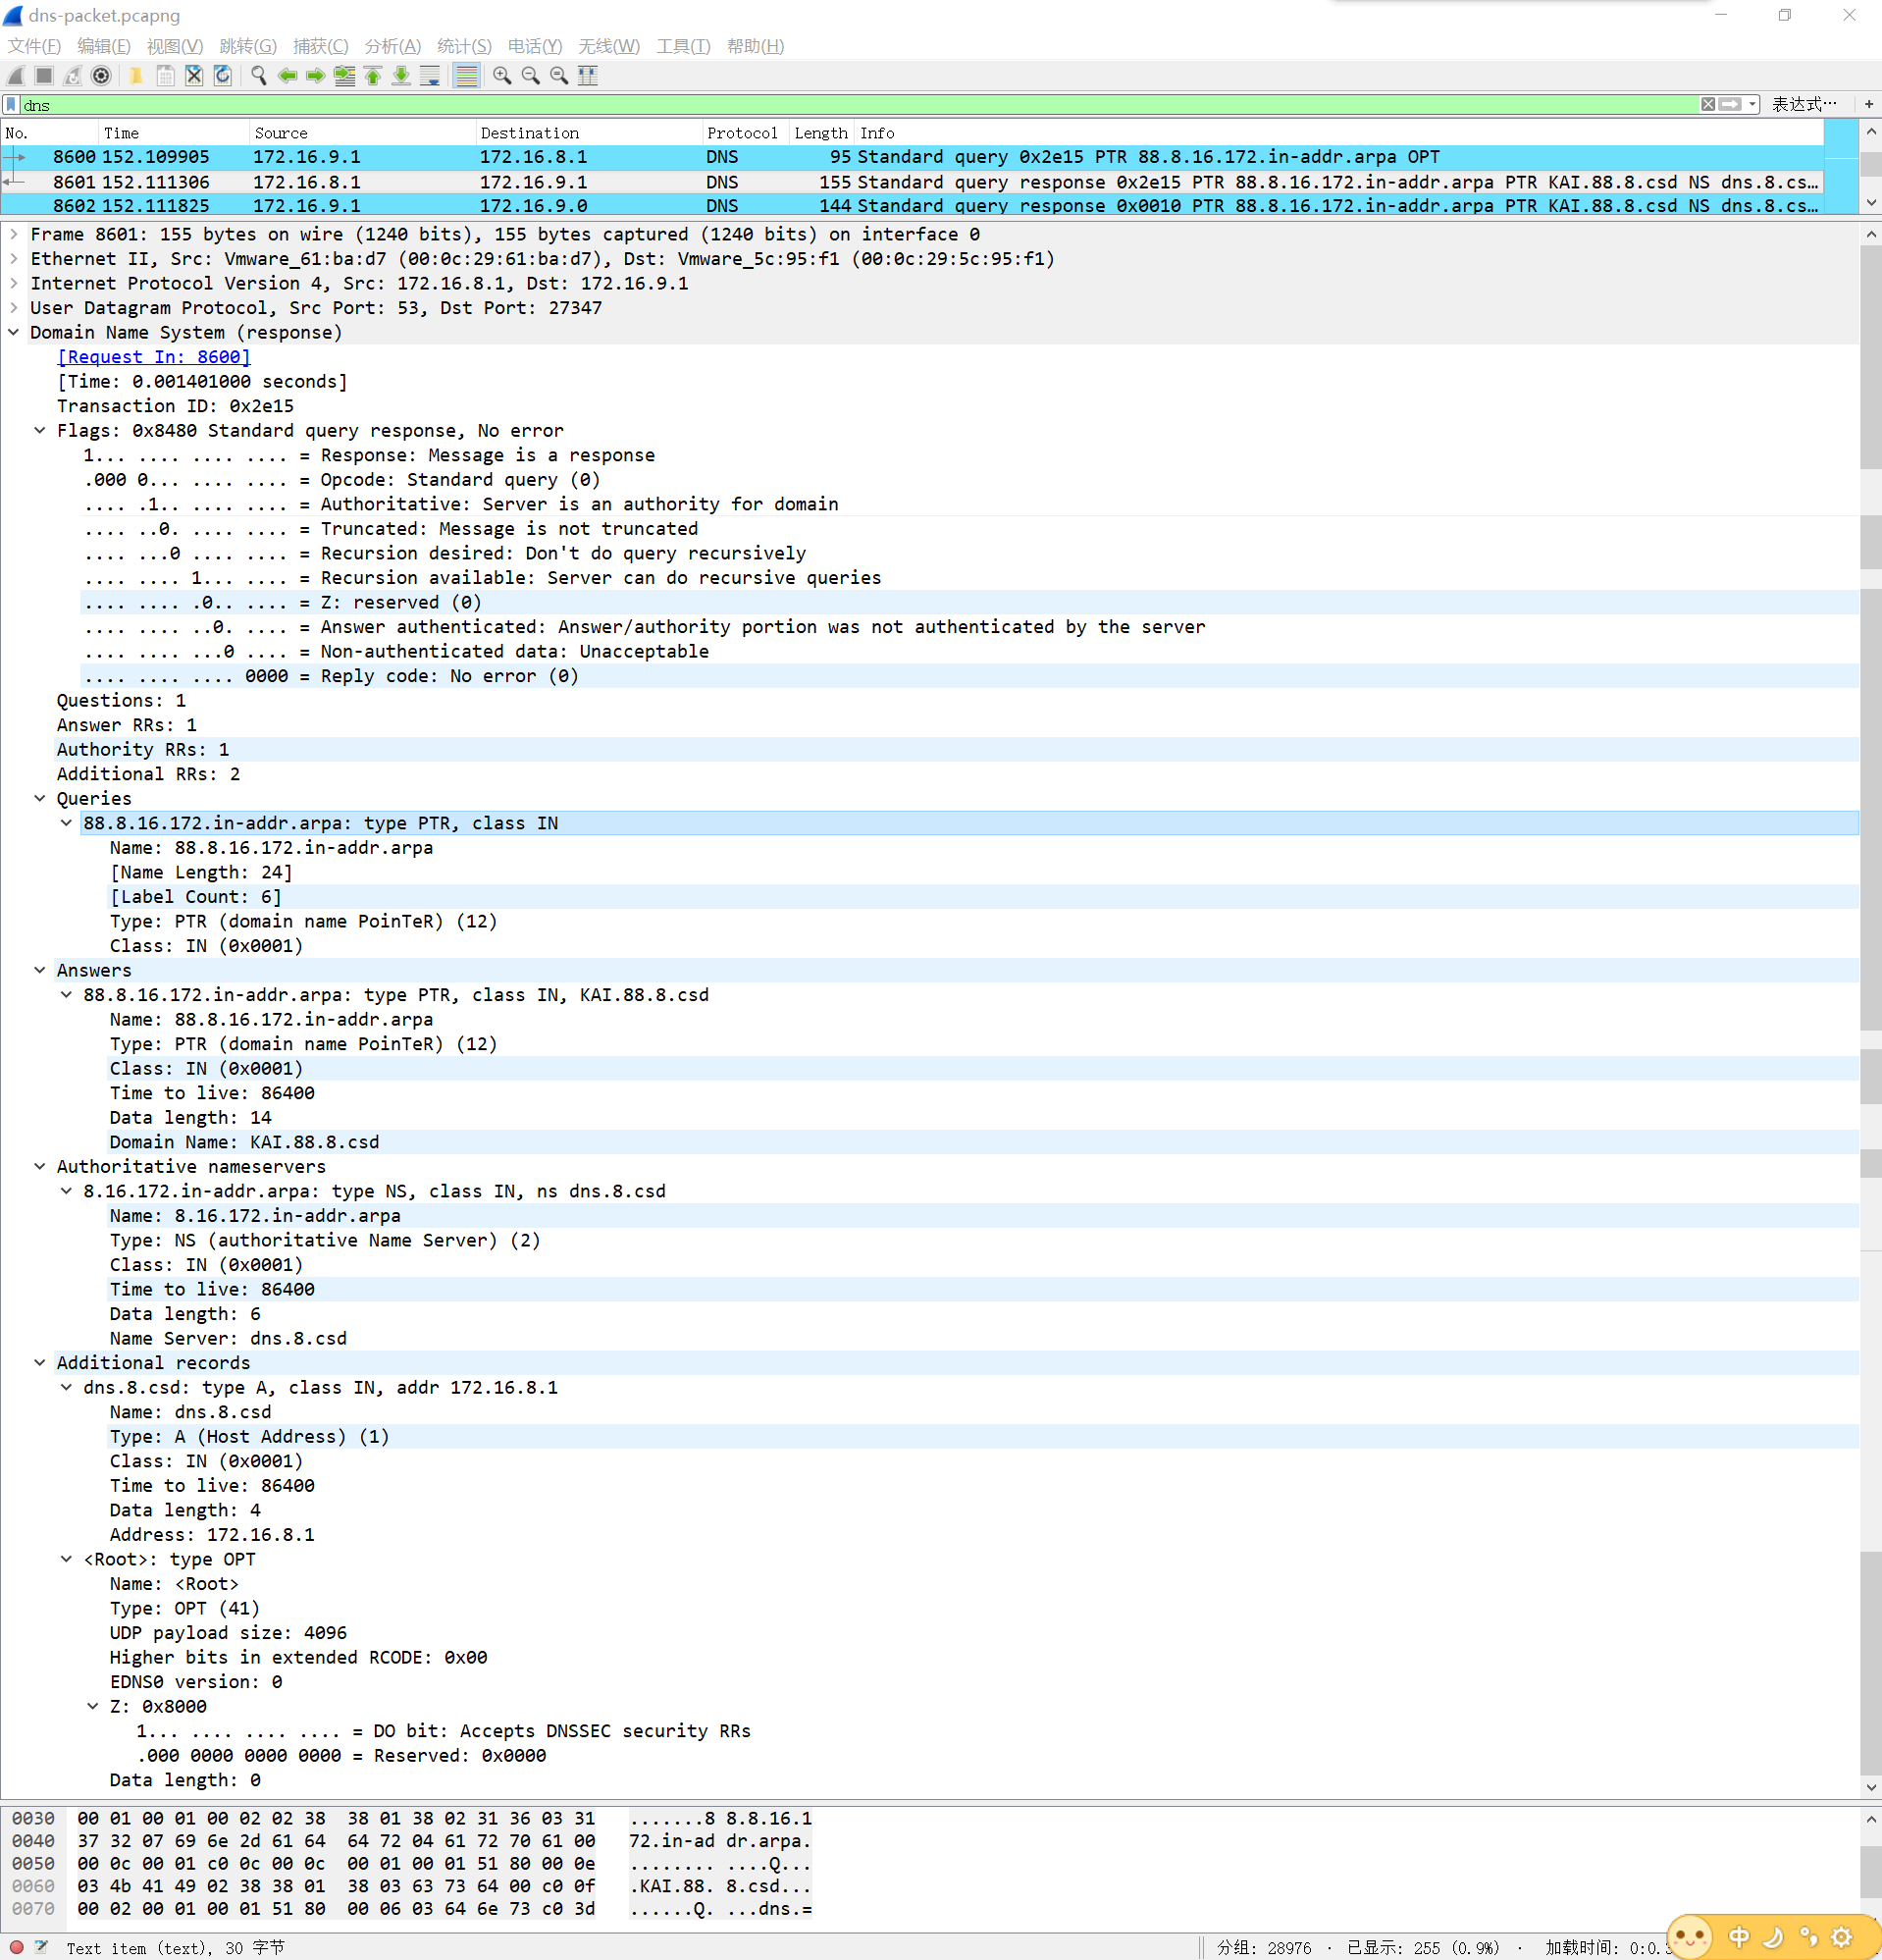 dns-packet.pcapng
文件(F) 编辑(E) 视图(V) 跳转(G) 捕获(C) 分析(A) 统计(S) 电话(Y) 无线(W) 工具(T) 帮助(H)
dns 表达式… +
No. Time Source Destination Protocol Length Info
8600 152.109905 172.16.9.1 172.16.8.1 DNS 95 Standard query 0x2e15 PTR 88.8.16.172.in-addr.arpa OPT
8601 152.111306 172.16.8.1 172.16.9.1 DNS 155 Standard query response 0x2e15 PTR 88.8.16.172.in-addr.arpa PTR KAI.88.8.csd NS dns.8.cs…
8602 152.111825 172.16.9.1 172.16.9.0 DNS 144 Standard query response 0x0010 PTR 88.8.16.172.in-addr.arpa PTR KAI.88.8.csd NS dns.8.cs…
Frame 8601: 155 bytes on wire (1240 bits), 155 bytes captured (1240 bits) on interface 0
Ethernet II, Src: Vmware_61:ba:d7 (00:0c:29:61:ba:d7), Dst: Vmware_5c:95:f1 (00:0c:29:5c:95:f1)
Internet Protocol Version 4, Src: 172.16.8.1, Dst: 172.16.9.1
User Datagram Protocol, Src Port: 53, Dst Port: 27347
Domain Name System (response)
[Request In: 8600]
[Time: 0.001401000 seconds]
Transaction ID: 0x2e15
Flags: 0x8480 Standard query response, No error
1... .... .... .... = Response: Message is a response
.000 0... .... .... = Opcode: Standard query (0)
.... .1.. .... .... = Authoritative: Server is an authority for domain
.... ..0. .... .... = Truncated: Message is not truncated
.... ...0 .... .... = Recursion desired: Don't do query recursively
.... .... 1... .... = Recursion available: Server can do recursive queries
.... .... .0.. .... = Z: reserved (0)
.... .... ..0. .... = Answer authenticated: Answer/authority portion was not authenticated by the server
.... .... ...0 .... = Non-authenticated data: Unacceptable
.... .... .... 0000 = Reply code: No error (0)
Questions: 1
Answer RRs: 1
Authority RRs: 1
Additional RRs: 2
Queries
88.8.16.172.in-addr.arpa: type PTR, class IN
Name: 88.8.16.172.in-addr.arpa
[Name Length: 24]
[Label Count: 6]
Type: PTR (domain name PoinTeR) (12)
Class: IN (0x0001)
Answers
88.8.16.172.in-addr.arpa: type PTR, class IN, KAI.88.8.csd
Name: 88.8.16.172.in-addr.arpa
Type: PTR (domain name PoinTeR) (12)
Class: IN (0x0001)
Time to live: 86400
Data length: 14
Domain Name: KAI.88.8.csd
Authoritative nameservers
8.16.172.in-addr.arpa: type NS, class IN, ns dns.8.csd
Name: 8.16.172.in-addr.arpa
Type: NS (authoritative Name Server) (2)
Class: IN (0x0001)
Time to live: 86400
Data length: 6
Name Server: dns.8.csd
Additional records
dns.8.csd: type A, class IN, addr 172.16.8.1
Name: dns.8.csd
Type: A (Host Address) (1)
Class: IN (0x0001)
Time to live: 86400
Data length: 4
Address: 172.16.8.1
<Root>: type OPT
Name: <Root>
Type: OPT (41)
UDP payload size: 4096
Higher bits in extended RCODE: 0x00
EDNS0 version: 0
Z: 0x8000
1... .... .... .... = DO bit: Accepts DNSSEC security RRs
.000 0000 0000 0000 = Reserved: 0x0000
Data length: 0
0030 00 01 00 01 00 02 02 38 38 01 38 02 31 36 03 31 .......8 8.8.16.1
0040 37 32 07 69 6e 2d 61 64 64 72 04 61 72 70 61 00 72.in-ad dr.arpa.
0050 00 0c 00 01 c0 0c 00 0c 00 01 00 01 51 80 00 0e ........ ....Q...
0060 03 4b 41 49 02 38 38 01 38 03 63 73 64 00 c0 0f .KAI.88. 8.csd...
0070 00 02 00 01 00 01 51 80 00 06 03 64 6e 73 c0 3d ......Q. ...dns.=
Text item (text), 30 字节 分组: 28976 · 已显示: 255 (0.9%) · 加载时间: 0:0. 中